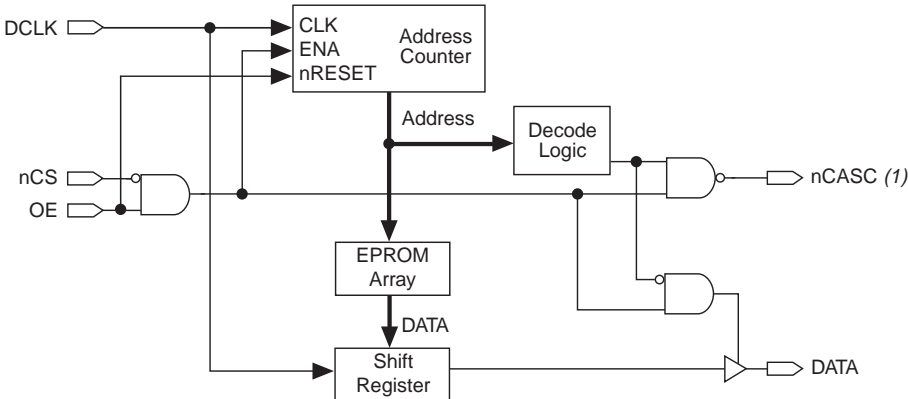 DCLK
CLK
ENA
nRESET
Address
Counter
Address
Decode
Logic
nCS
OE
nCASC (1)
EPROM
Array
DATA
Shift
Register
DATA